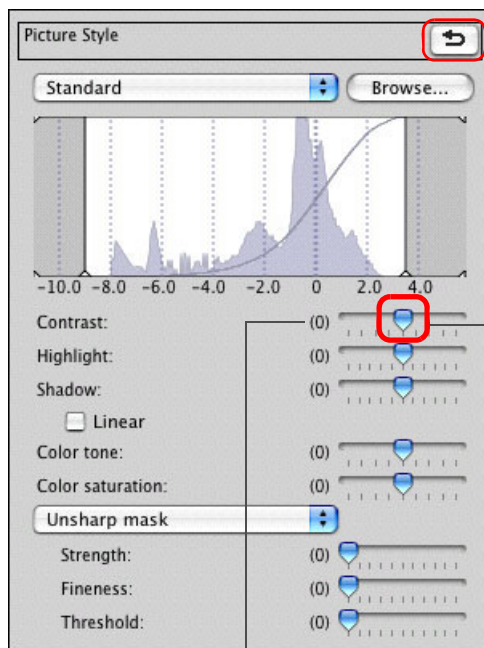 Picture Style
Standard Browse...
-10.0 -8.0 -6.0 -4.0 -2.0 0 2.0 4.0
Contrast: (0)
Highlight: (0)
Shadow: (0)
Linear
Color tone: (0)
Color saturation: (0)
Unsharp mask
Strength: (0)
Fineness: (0)
Threshold: (0)